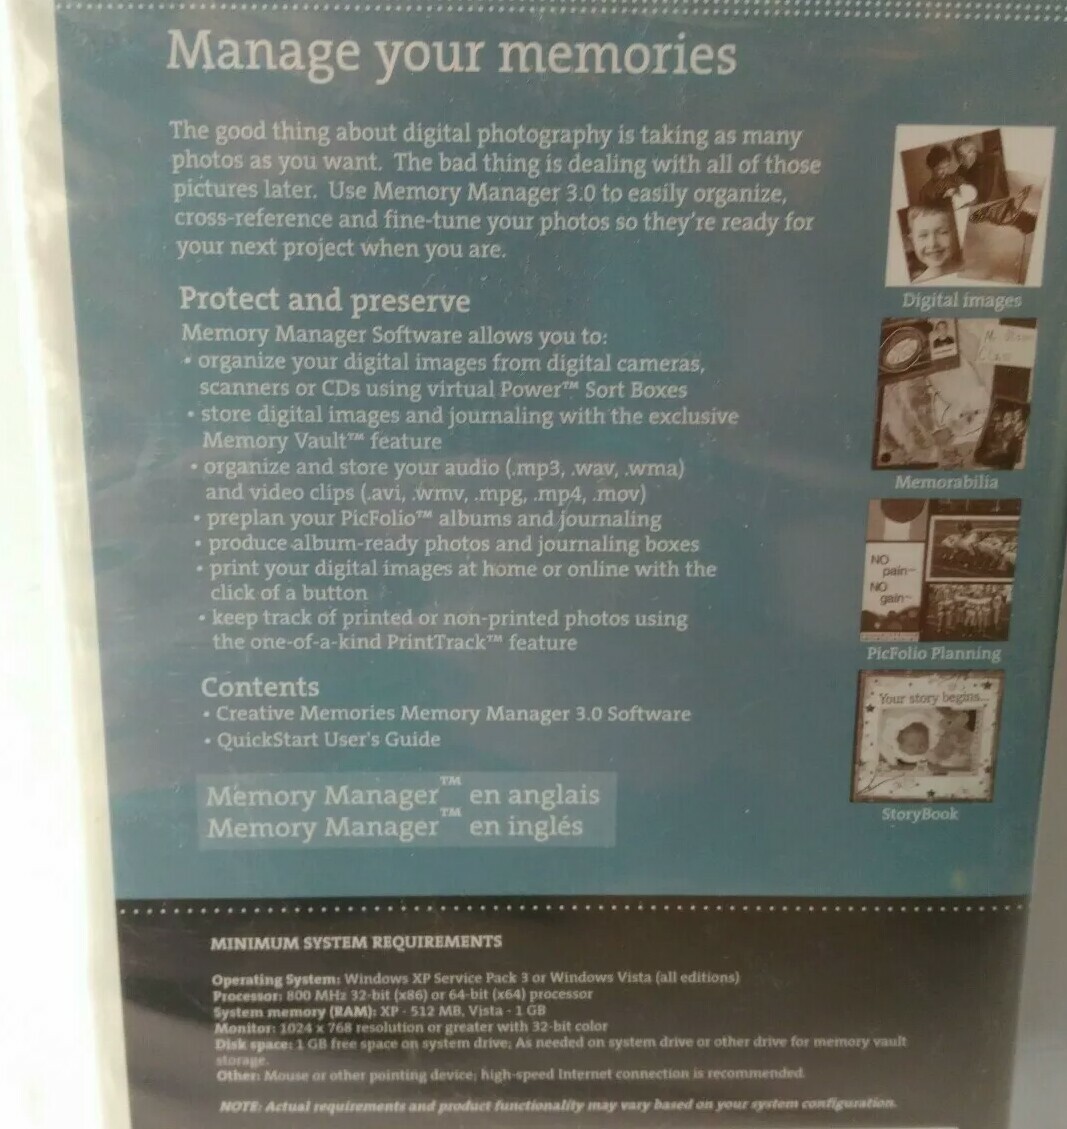 Manage your memories
The good thing about digital photography is taking as many
photos as you want. The bad thing is dealing with all of those
pictures later. Use Memory Manager 3.0 to easily organize,
cross-reference and fine-tune your photos so they're ready for
your next project when you are.
Protect and preserve
Memory Manager Software allows you to:
• organize your digital images from digital cameras,
scanners or CDs using virtual Power™ Sort Boxes
• store digital images and journaling with the exclusive
Memory Vault™ feature
• organize and store your audio (.mp3, .wav, .wma)
and video clips (.avi, .wmv, .mpg, .mp4, .mov)
• preplan your PicFolio™ albums and journaling
• produce album-ready photos and journaling boxes
• print your digital images at home or online with the
click of a button
• keep track of printed or non-printed photos using
the one-of-a-kind PrintTrack™ feature
Contents
• Creative Memories Memory Manager 3.0 Software
• QuickStart User's Guide
Memory Manager™ en anglais
Memory Manager™ en inglés
Digital images
Memorabilia
NO
pain~
NO
gain~
PicFolio Planning
Your story begins...
StoryBook
MINIMUM SYSTEM REQUIREMENTS
Operating System: Windows XP Service Pack 3 or Windows Vista (all editions)
Processor: 800 MHz 32-bit (x86) or 64-bit (x64) processor
System memory (RAM): XP - 512 MB, Vista - 1 GB
Monitor: 1024 x 768 resolution or greater with 32-bit color
Disk space: 1 GB free space on system drive; As needed on system drive or other drive for memory vault
storage.
Other: Mouse or other pointing device; high-speed Internet connection is recommended.
NOTE: Actual requirements and product functionality may vary based on your system configuration.